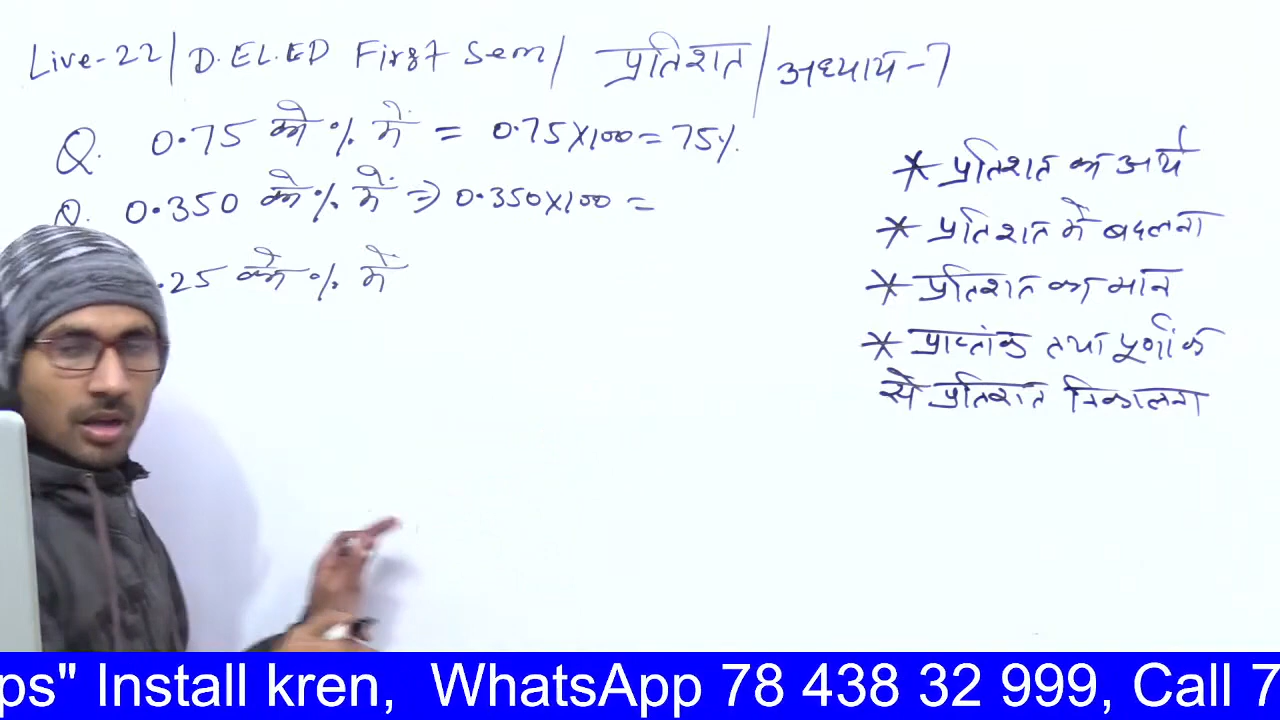 Live-22 | D.EL.ED First Sem / प्रतिशत / अध्याय-7
Q. 0.75 को % में = 0.75×100 = 75%.
Q. 0.350 को % में ⇒ 0.350×100 =
.25 को % में
* प्रतिशत का अर्थ
* प्रतिशत में बदलना
* प्रतिशत का मान
* प्राप्तांक तथा पूर्णांक
से प्रतिशत निकालना
ps" Install kren, WhatsApp 78 438 32 999, Call 7